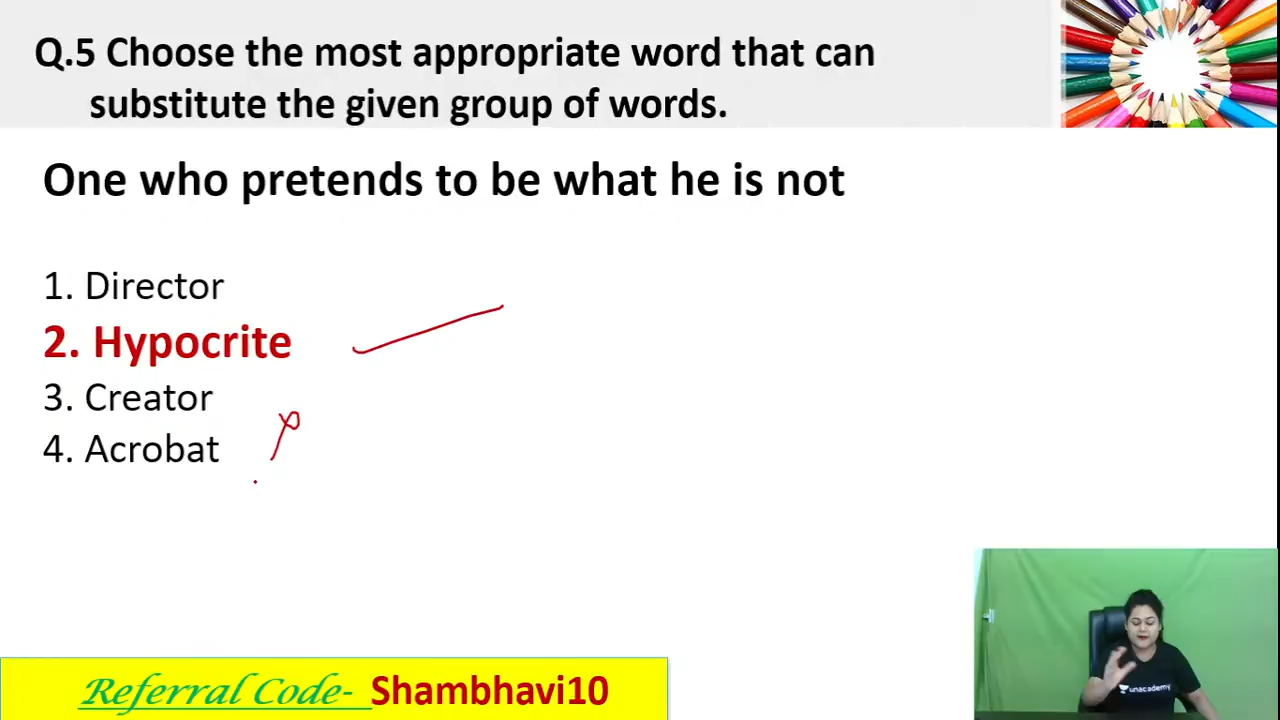 Q.5 Choose the most appropriate word that can
substitute the given group of words.
One who pretends to be what he is not
1. Director
2. Hypocrite
3. Creator
4. Acrobat
Referral Code- Shambhavi10
unacademy